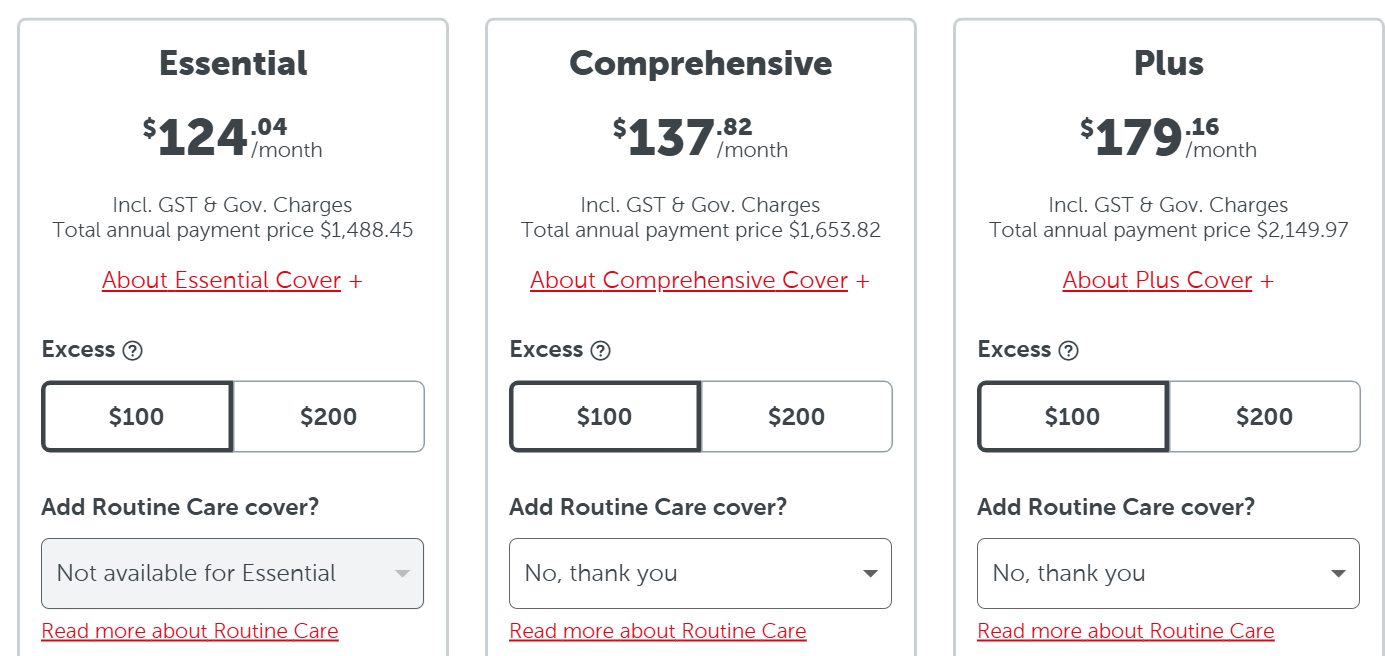 Essential
$124.04/month
Incl. GST & Gov. Charges
Total annual payment price $1,488.45
About Essential Cover +
Excess ?
$100 $200
Add Routine Care cover?
Not available for Essential
Read more about Routine Care
Comprehensive
$137.82/month
Incl. GST & Gov. Charges
Total annual payment price $1,653.82
About Comprehensive Cover +
Excess ?
$100 $200
Add Routine Care cover?
No, thank you
Read more about Routine Care
Plus
$179.16/month
Incl. GST & Gov. Charges
Total annual payment price $2,149.97
About Plus Cover +
Excess ?
$100 $200
Add Routine Care cover?
No, thank you
Read more about Routine Care